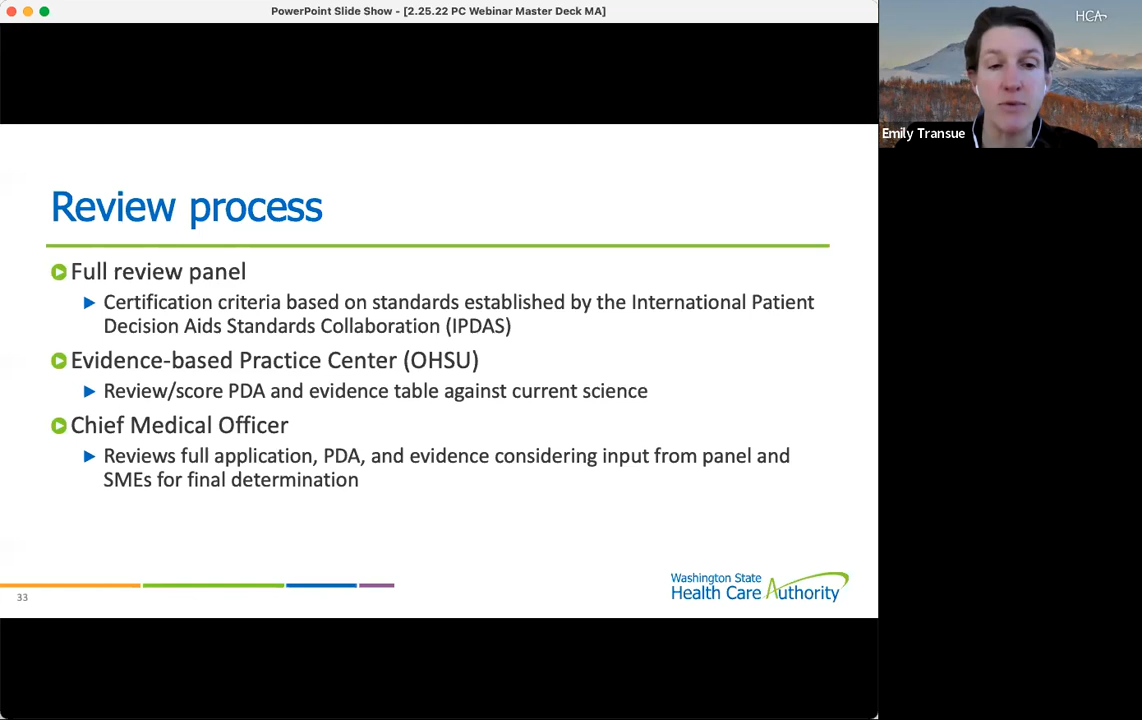 PowerPoint Slide Show - [2.25.22 PC Webinar Master Deck MA]
HCA
Emily Transue
Review process
Full review panel
Certification criteria based on standards established by the International Patient
Decision Aids Standards Collaboration (IPDAS)
Evidence-based Practice Center (OHSU)
Review/score PDA and evidence table against current science
Chief Medical Officer
Reviews full application, PDA, and evidence considering input from panel and
SMEs for final determination
33
Washington State
Health Care Authority